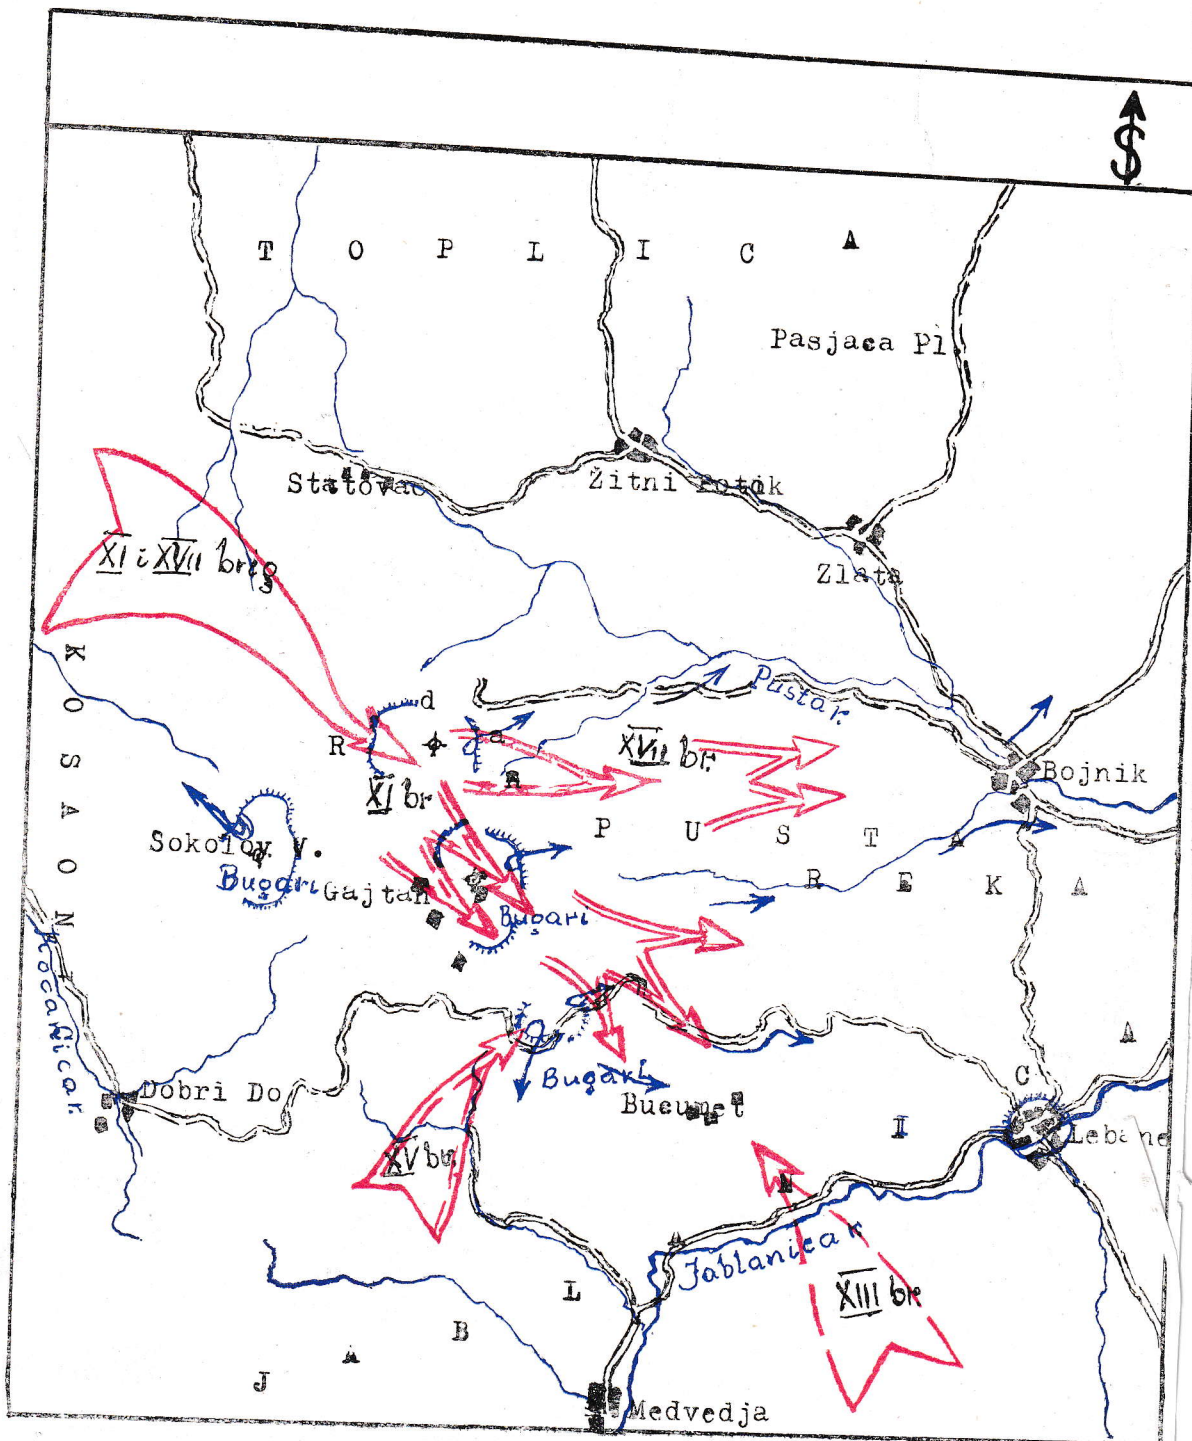 S
T O P L I C A
Pasjaca Pl.
Statovac
Žitni Potok
Zlata
XI i XVII brig
K O S A O N
Pustar.
R a d a n
XVII br.
Bojnik
XI br
P U S T A
R E K A
Sokolov v.
Bugari
Gajtan
Bugari
Dobri Do
Bugari
Bucumet
Lebane
XV br.
Jablanica r
XIII br.
J A B L A N I C A
Medvedja